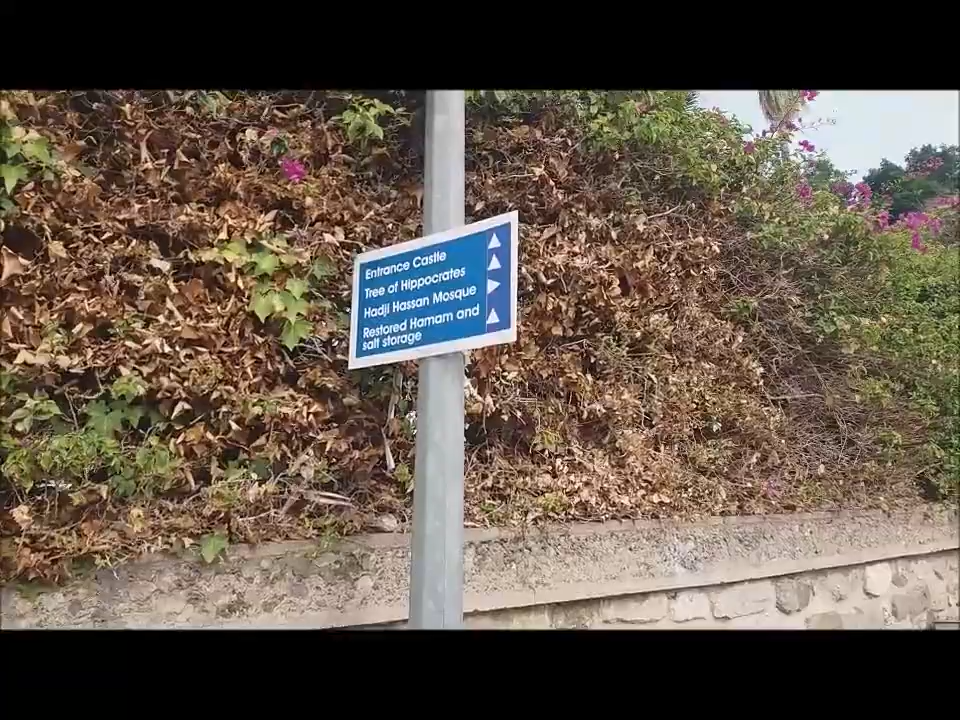 Entrance Castle
Tree of Hippocrates
Hadji Hassan Mosque
Restored Hamam and
salt storage